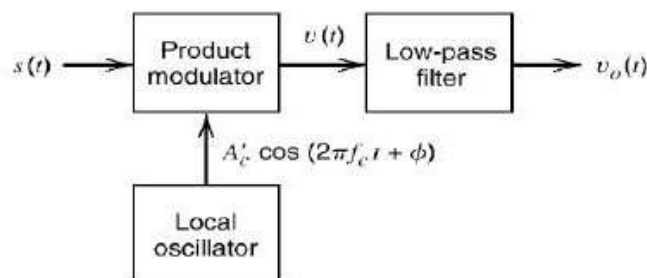 s(t)
Product
modulator
v(t)
Low-pass
filter
v_o(t)
A'_c cos (2πf_c t + ϕ)
Local
oscillator